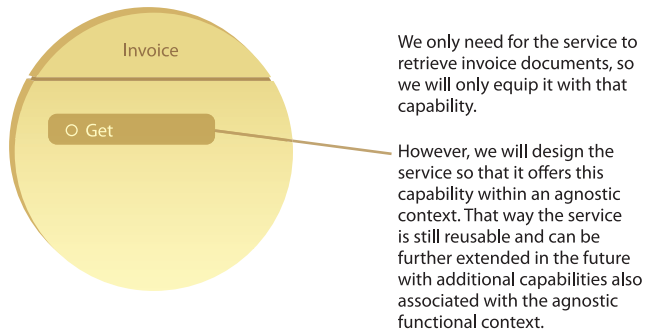 Invoice
Get
We only need for the service to
retrieve invoice documents, so
we will only equip it with that
capability.
However, we will design the
service so that it offers this
capability within an agnostic
context. That way the service
is still reusable and can be
further extended in the future
with additional capabilities also
associated with the agnostic
functional context.